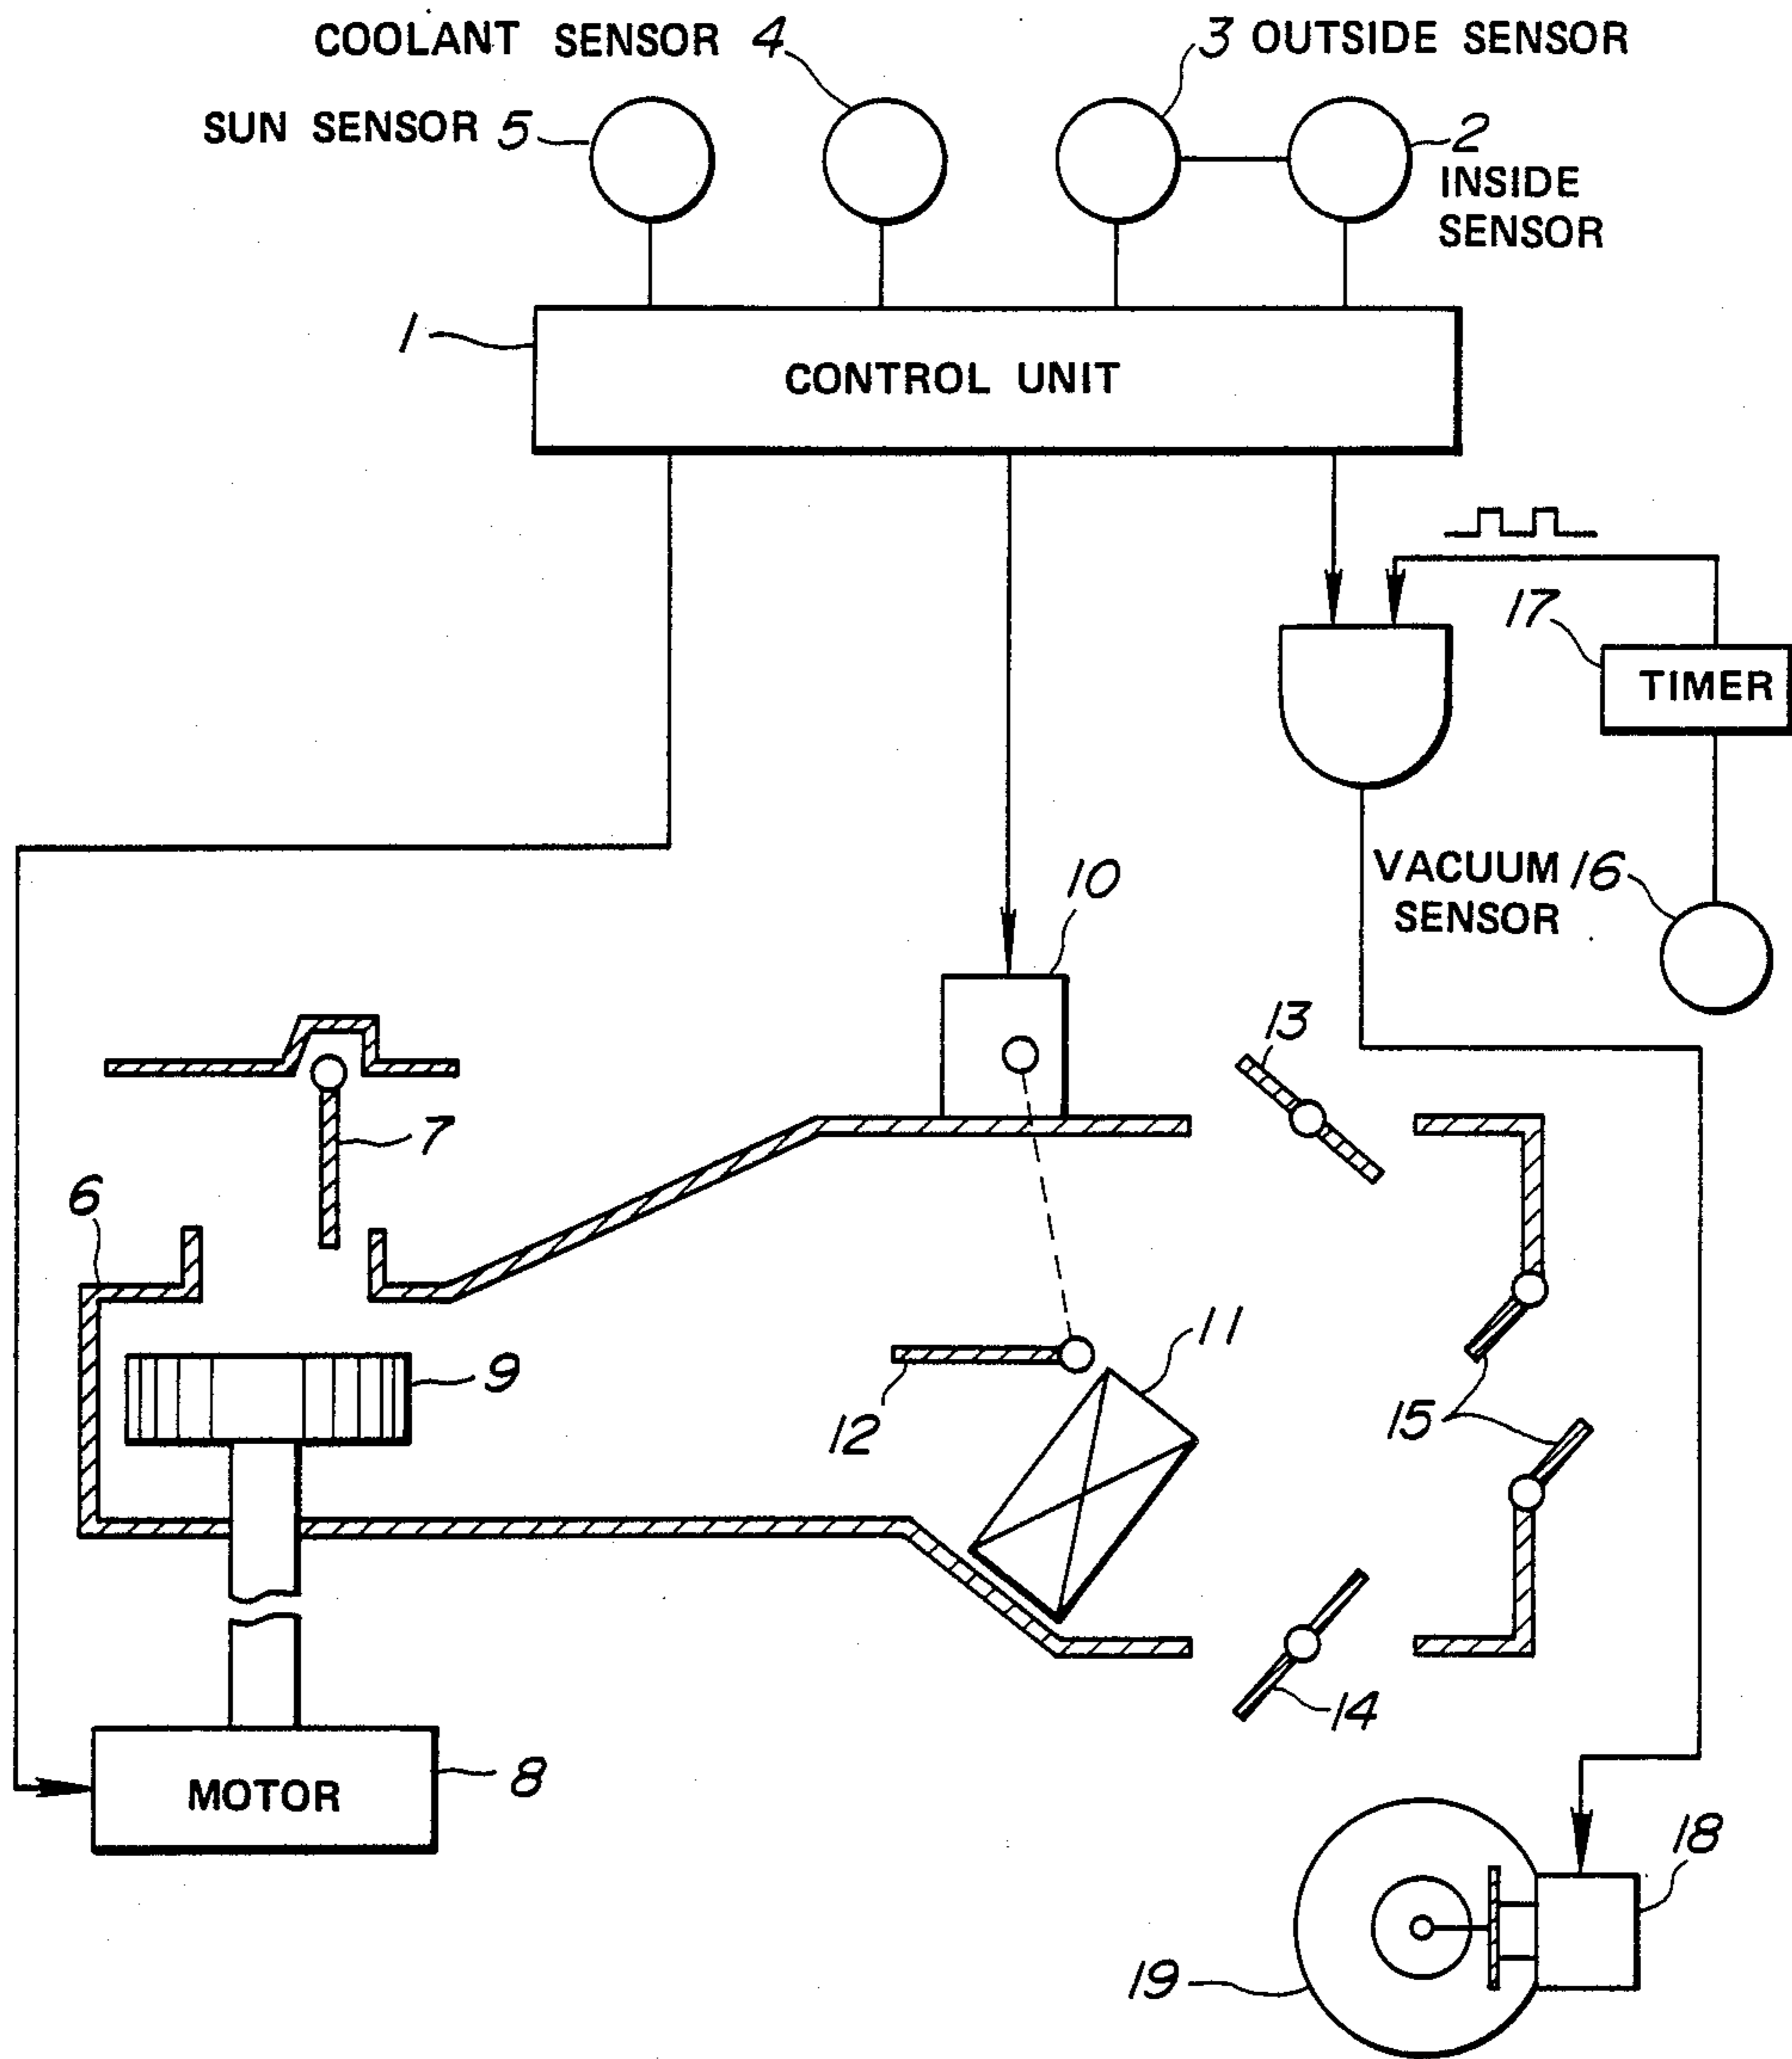 COOLANT SENSOR 4
3 OUTSIDE SENSOR
SUN SENSOR 5
2
INSIDE
SENSOR
1
CONTROL UNIT
17
TIMER
VACUUM 16
SENSOR
10
13
7
6
11
9
12
15
14
MOTOR
8
18
19